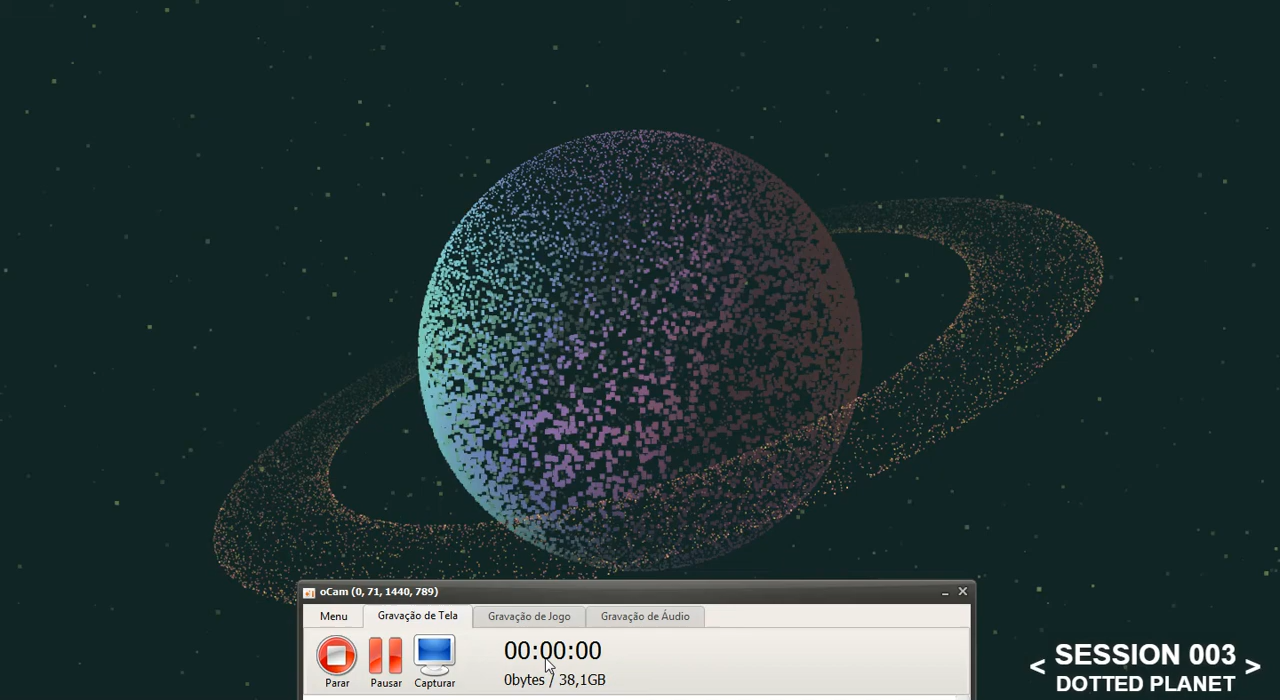 oCam (0, 71, 1440, 789)
Menu
Gravação de Tela
Gravação de Jogo
Gravação de Áudio
00:00:00
Parar
Pausar
Capturar
0bytes / 38,1GB
< SESSION 003 >
DOTTED PLANET